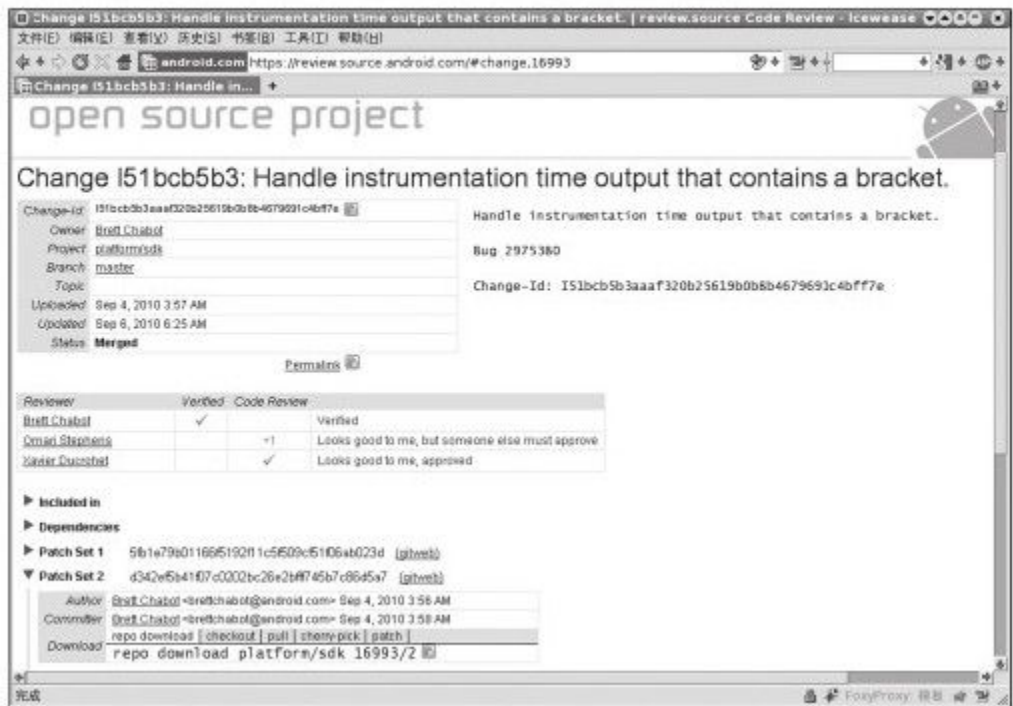 Change I51bcb5b3: Handle instrumentation time output that contains a bracket. | review.source Code Review - Icewease
文件(F) 编辑(E) 查看(V) 历史(S) 书签(B) 工具(T) 帮助(H)
android.com https://review.source.android.com/#change,16993
Change I51bcb5b3: Handle in...
open source project
Change I51bcb5b3: Handle instrumentation time output that contains a bracket.
Change-Id I51bcb5b3aaaf320b25619b0b8b4679691c4bff7e
Owner Brett Chabot
Project platform/sdk
Branch master
Topic
Uploaded Sep 4, 2010 3:57 AM
Updated Sep 6, 2010 6:25 AM
Status Merged
Permalink
Handle instrumentation time output that contains a bracket.
Bug 2975380
Change-Id: I51bcb5b3aaaf320b25619b0b8b4679691c4bff7e
Reviewer Verified Code Review
Brett Chabot ✓ Verified
Omari Stephens +1 Looks good to me, but someone else must approve
Xavier Ducrohet ✓ Looks good to me, approved
Included in
Dependencies
Patch Set 1 (gitweb)
Patch Set 2 (gitweb)
Author Brett Chabot <brettchabot@android.com> Sep 4, 2010 3:56 AM
Committer Brett Chabot <brettchabot@android.com> Sep 4, 2010 3:58 AM
Download repo download | checkout | pull | cherry-pick | patch |
repo download platform/sdk 16993/2
完成
FoxyProxy: